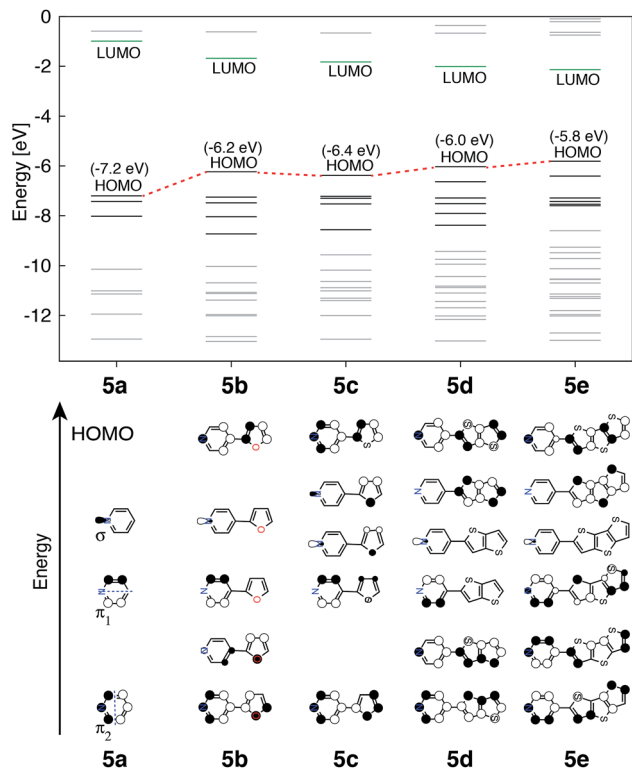 0
LUMO
LUMO
LUMO
LUMO
LUMO
-2
-4
Energy [eV]
(-7.2 eV)
HOMO
(-6.2 eV)
HOMO
(-6.4 eV)
HOMO
(-6.0 eV)
HOMO
(-5.8 eV)
HOMO
-6
-8
-10
-12
5a 5b 5c 5d 5e
HOMO
Energy
N O N S N S S N S S S
N N S N S S S
N σ N O N S N S S N S S S
N π1 N O N S N S S N S S S
N O N S S N S S S
N π2 N O N S N S S N S S S
5a 5b 5c 5d 5e